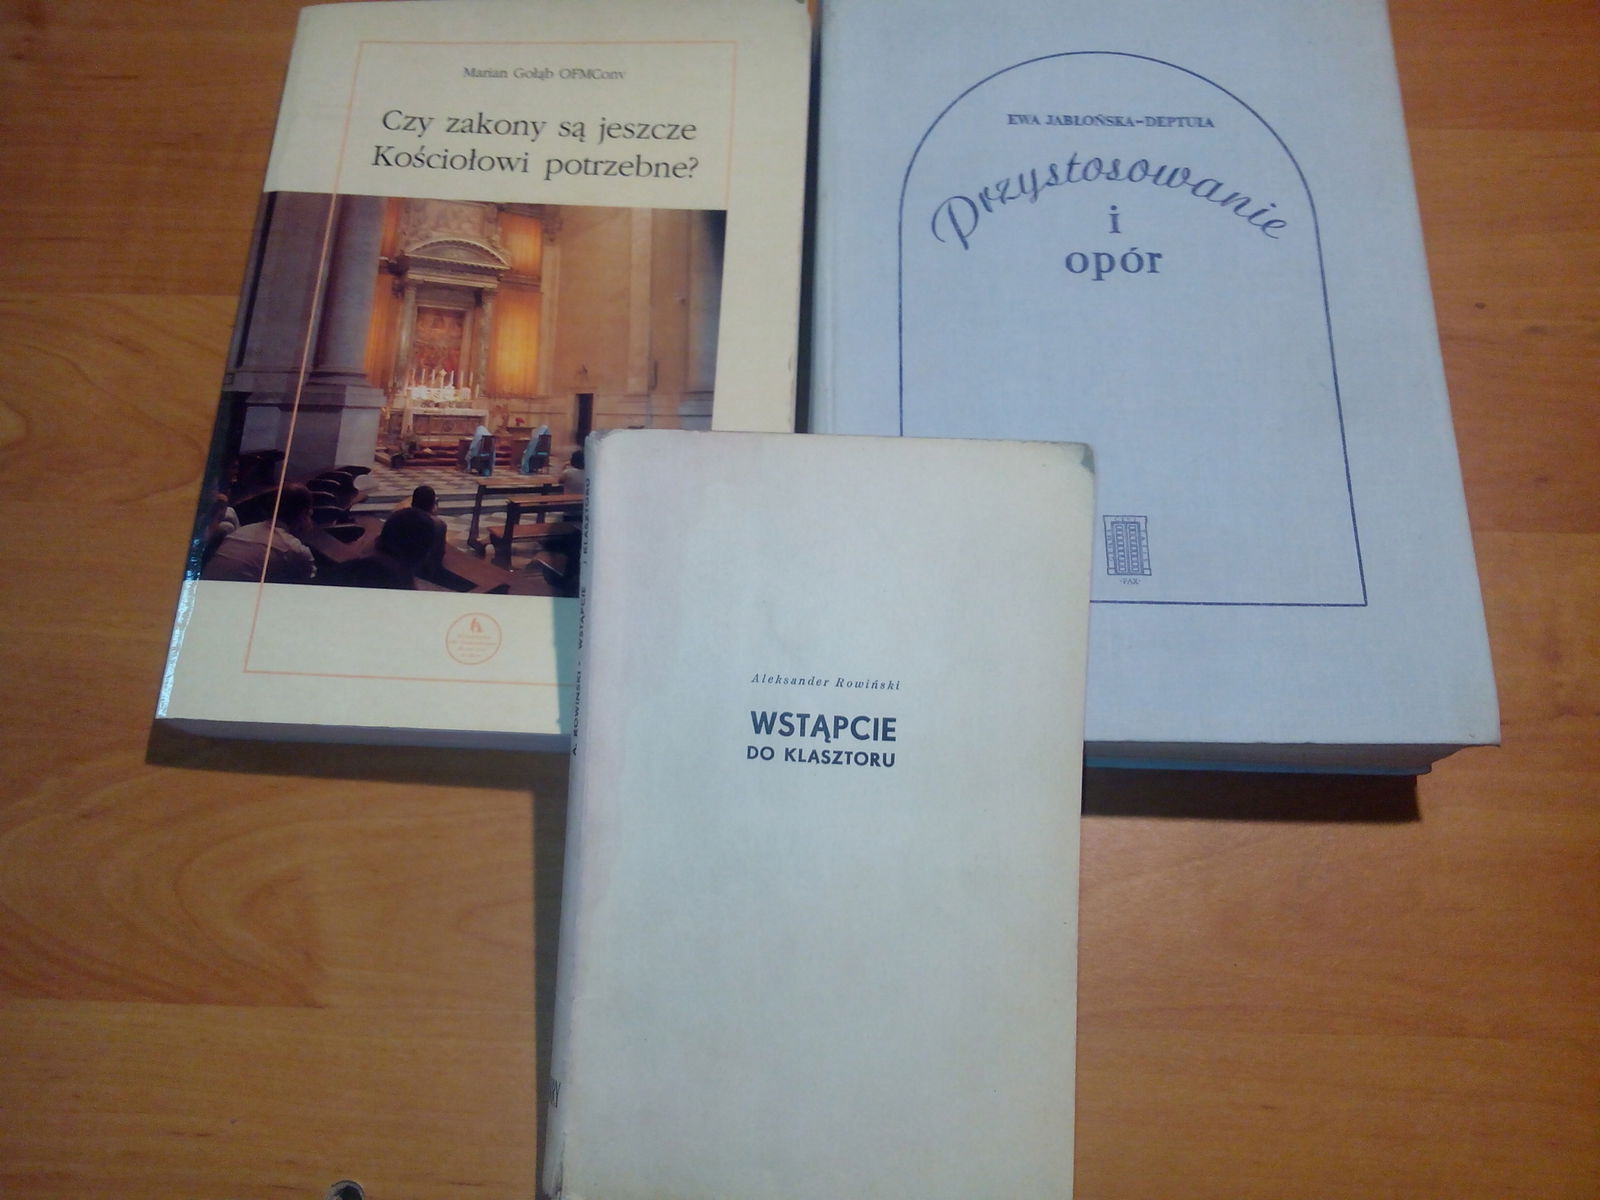 Marian Gołąb OFMConv
Czy zakony są jeszcze
Kościołowi potrzebne?
EWA JABŁOŃSKA-DEPTUŁA
Przystosowanie
i
opór
·PAX·
A. ROWIŃSKI · WSTĄPCIE KLASZTORU
Aleksander Rowiński
WSTĄPCIE
DO KLASZTORU